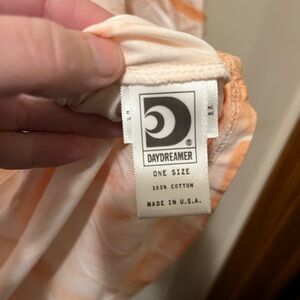 DAYDREAMER
®
ONE SIZE
100% COTTON
MADE IN U.S.A.